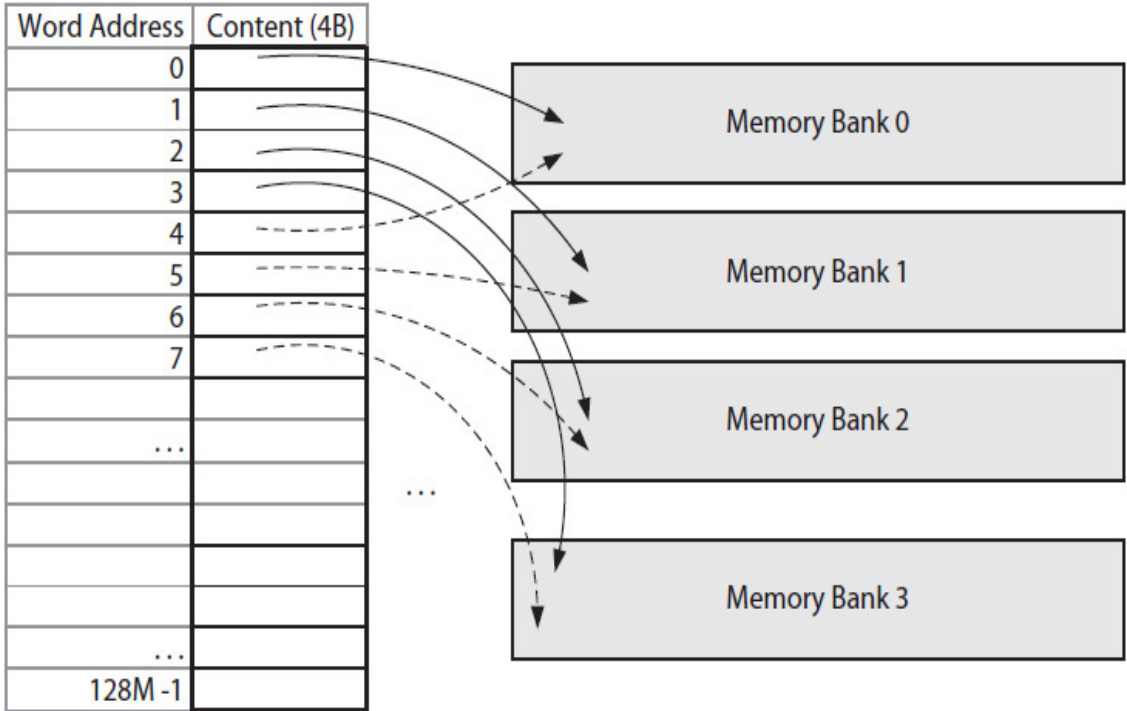 Word Address Content (4B)
0
1
2
3
4
5
6
7
...
...
128M -1
...
Memory Bank 0
Memory Bank 1
Memory Bank 2
Memory Bank 3